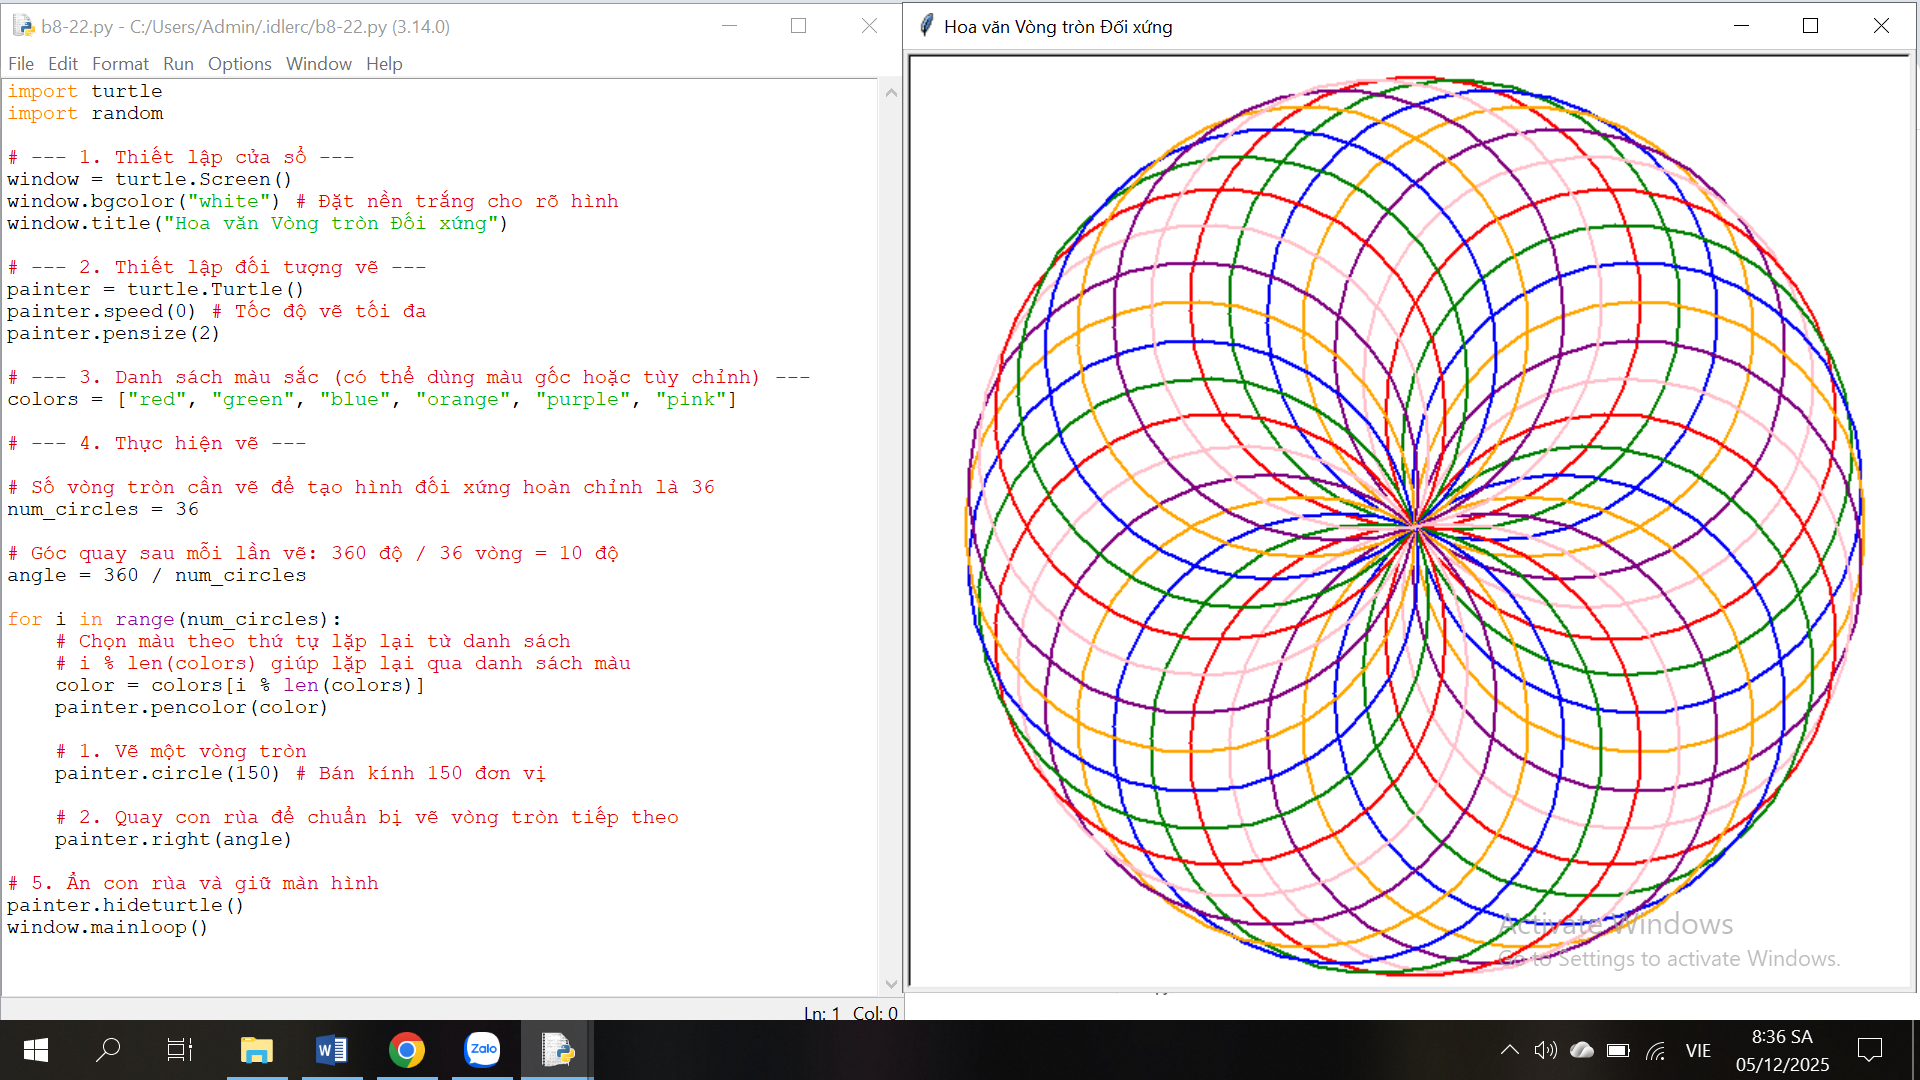 b8-22.py - C:/Users/Admin/.idlerc/b8-22.py (3.14.0)
File Edit Format Run Options Window Help
import turtle
import random
# --- 1. Thiết lập cửa sổ ---
window = turtle.Screen()
window.bgcolor("white") # Đặt nền trắng cho rõ hình
window.title("Hoa văn Vòng tròn Đối xứng")
# --- 2. Thiết lập đối tượng vẽ ---
painter = turtle.Turtle()
painter.speed(0) # Tốc độ vẽ tối đa
painter.pensize(2)
# --- 3. Danh sách màu sắc (có thể dùng màu gốc hoặc tùy chỉnh) ---
colors = ["red", "green", "blue", "orange", "purple", "pink"]
# --- 4. Thực hiện vẽ ---
# Số vòng tròn cần vẽ để tạo hình đối xứng hoàn chỉnh là 36
num_circles = 36
# Góc quay sau mỗi lần vẽ: 360 độ / 36 vòng = 10 độ
angle = 360 / num_circles
for i in range(num_circles):
    # Chọn màu theo thứ tự lặp lại từ danh sách
    # i % len(colors) giúp lặp lại qua danh sách màu
    color = colors[i % len(colors)]
    painter.pencolor(color)
    # 1. Vẽ một vòng tròn
    painter.circle(150) # Bán kính 150 đơn vị
    # 2. Quay con rùa để chuẩn bị vẽ vòng tròn tiếp theo
    painter.right(angle)
# 5. Ẩn con rùa và giữ màn hình
painter.hideturtle()
window.mainloop()
Ln: 1 Col: 0
Hoa văn Vòng tròn Đối xứng
Activate Windows
Go to Settings to activate Windows.
Zalo
VIE
8:36 SA
05/12/2025